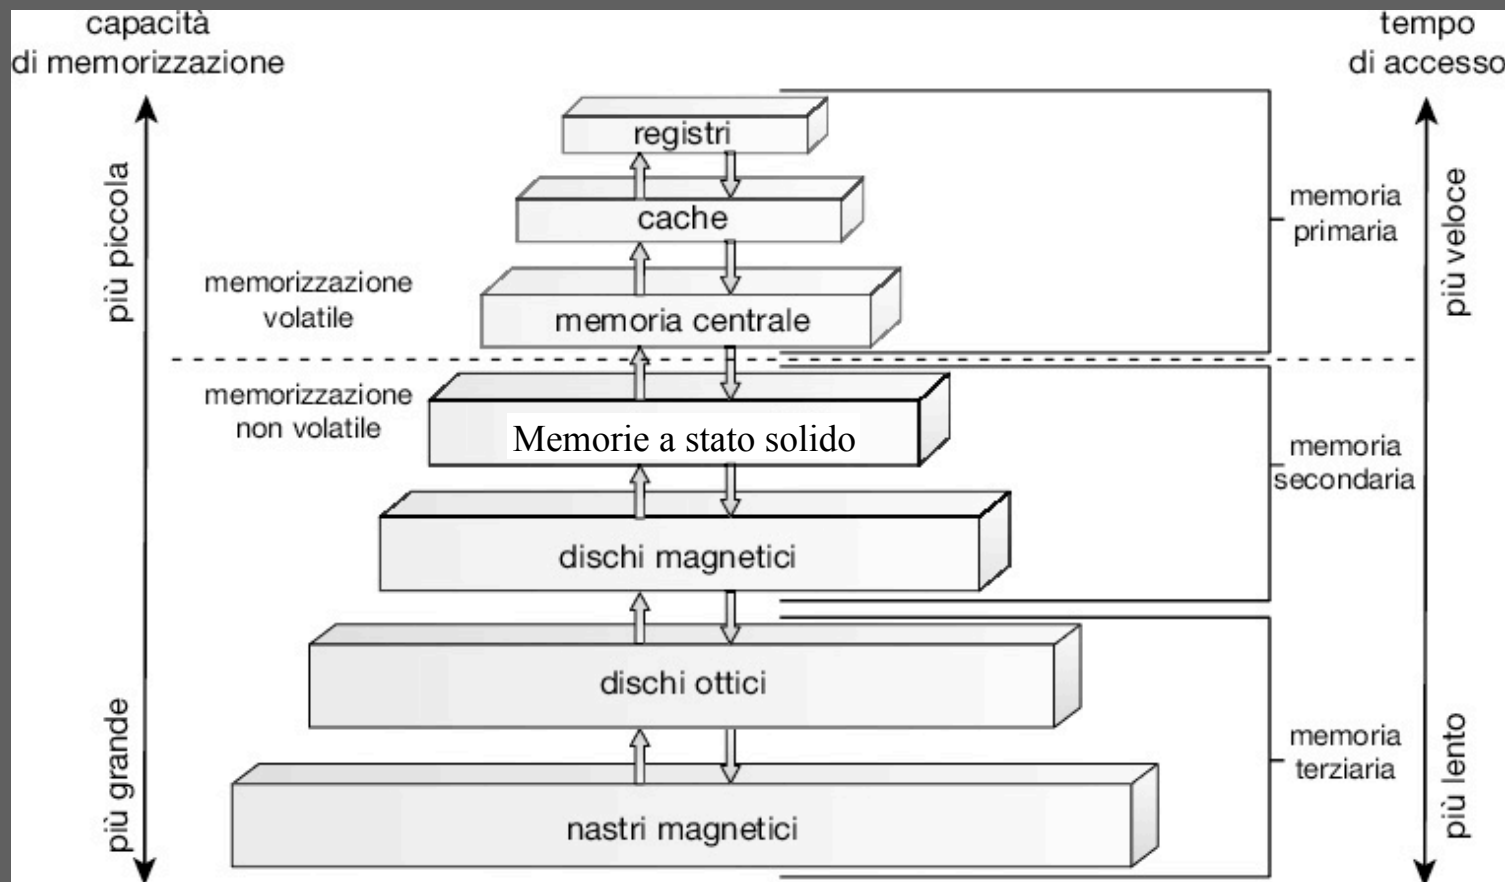 capacità
di memorizzazione
tempo
di accesso
registri
cache
memoria centrale
Memorie a stato solido
dischi magnetici
dischi ottici
nastri magnetici
più piccola
più grande
memorizzazione
volatile
memorizzazione
non volatile
memoria
primaria
memoria
secondaria
memoria
terziaria
più veloce
più lento